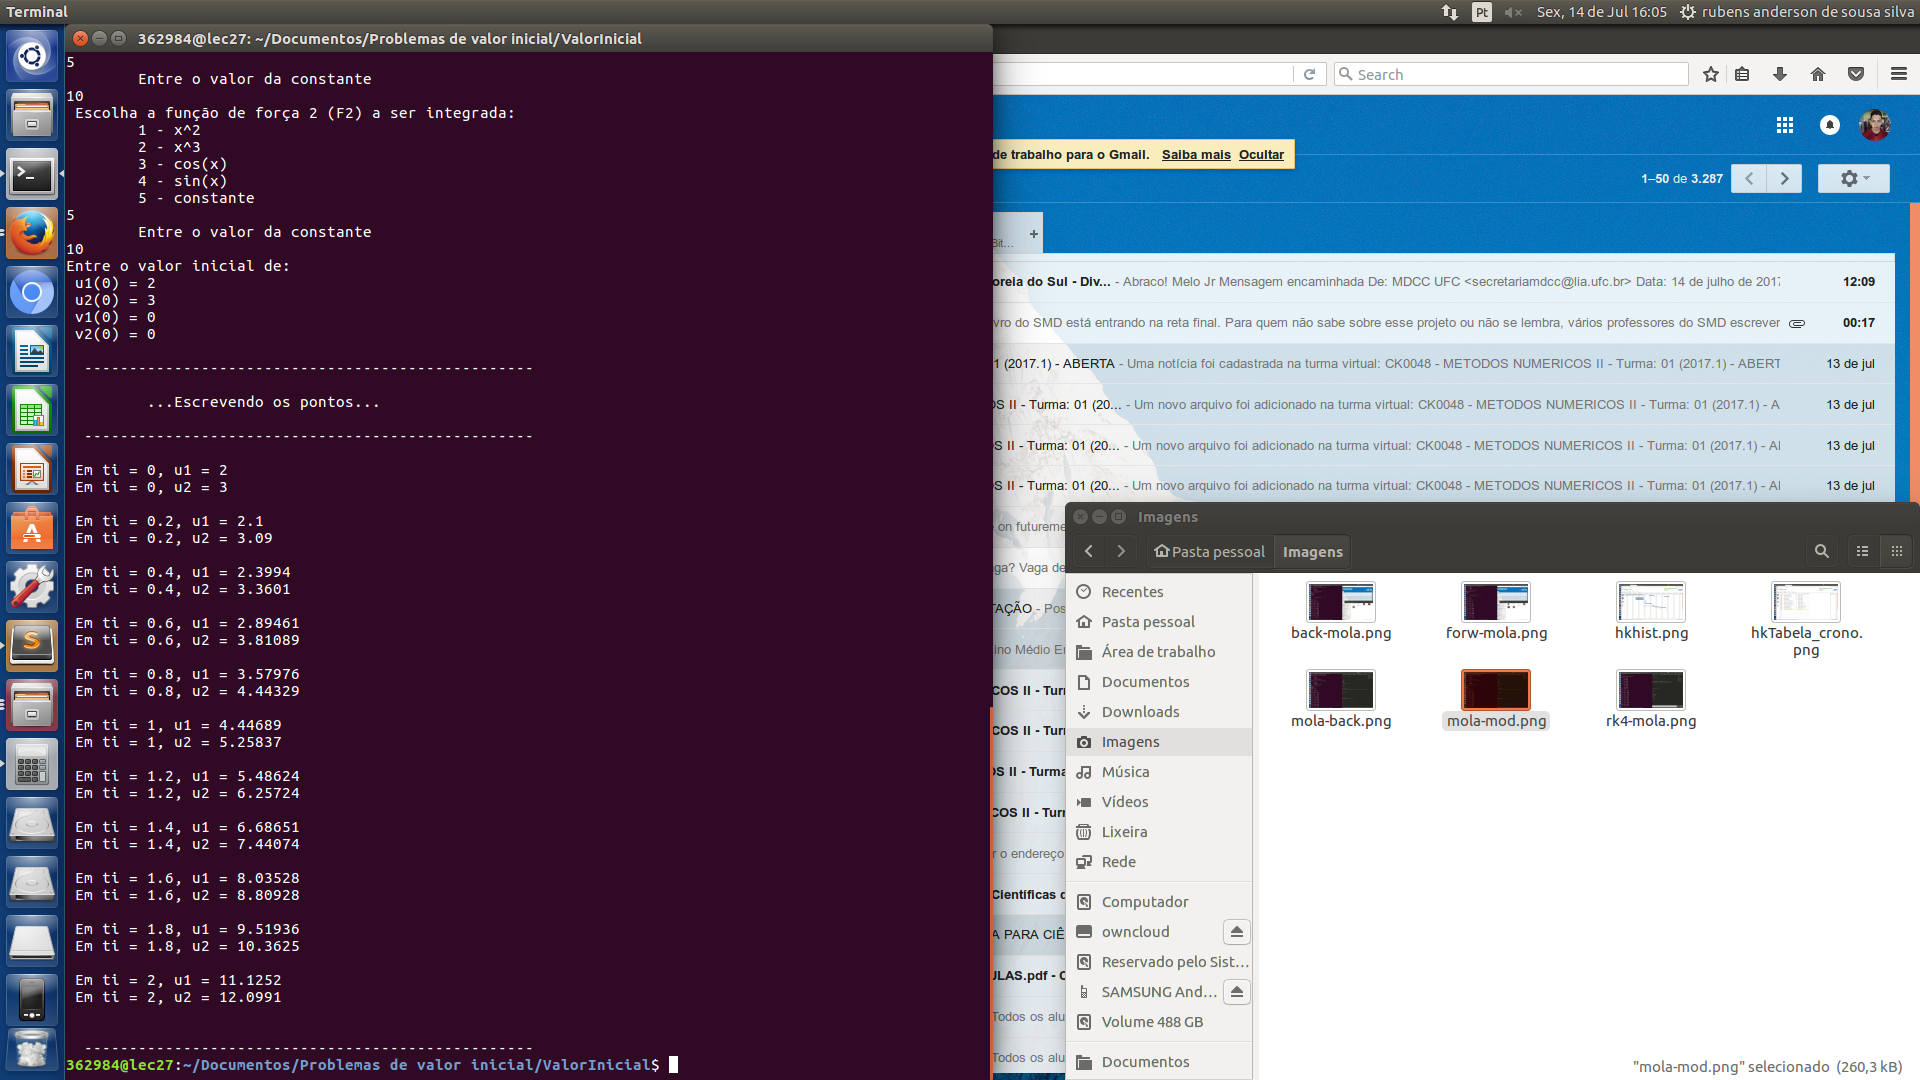 Terminal
Pt
Sex, 14 de Jul 16:05
rubens anderson de sousa silva
362984@lec27: ~/Documentos/Problemas de valor inicial/ValorInicial
5
Entre o valor da constante
10
Escolha a função de força 2 (F2) a ser integrada:
1 - x^2
2 - x^3
3 - cos(x)
4 - sin(x)
5 - constante
5
Entre o valor da constante
10
Entre o valor inicial de:
u1(0) = 2
u2(0) = 3
v1(0) = 0
v2(0) = 0
--------------------------------------------------
...Escrevendo os pontos...
--------------------------------------------------
Em ti = 0, u1 = 2
Em ti = 0, u2 = 3
Em ti = 0.2, u1 = 2.1
Em ti = 0.2, u2 = 3.09
Em ti = 0.4, u1 = 2.3994
Em ti = 0.4, u2 = 3.3601
Em ti = 0.6, u1 = 2.89461
Em ti = 0.6, u2 = 3.81089
Em ti = 0.8, u1 = 3.57976
Em ti = 0.8, u2 = 4.44329
Em ti = 1, u1 = 4.44689
Em ti = 1, u2 = 5.25837
Em ti = 1.2, u1 = 5.48624
Em ti = 1.2, u2 = 6.25724
Em ti = 1.4, u1 = 6.68651
Em ti = 1.4, u2 = 7.44074
Em ti = 1.6, u1 = 8.03528
Em ti = 1.6, u2 = 8.80928
Em ti = 1.8, u1 = 9.51936
Em ti = 1.8, u2 = 10.3625
Em ti = 2, u1 = 11.1252
Em ti = 2, u2 = 12.0991
--------------------------------------------------
362984@lec27:~/Documentos/Problemas de valor inicial/ValorInicial$
Search
de trabalho para o Gmail. Saiba mais Ocultar
1–50 de 3.287
Bit... +
oreia do Sul - Div... - Abraco! Melo Jr Mensagem encaminhada De: MDCC UFC <secretariamdcc@lia.ufc.br> Data: 14 de julho de 2017 12:09
vro do SMD está entrando na reta final. Para quem não sabe sobre esse projeto ou não se lembra, vários professores do SMD escrever 00:17
1 (2017.1) - ABERTA - Uma notícia foi cadastrada na turma virtual: CK0048 - METODOS NUMERICOS II - Turma: 01 (2017.1) - ABERT 13 de jul
OS II - Turma: 01 (20... - Um novo arquivo foi adicionado na turma virtual: CK0048 - METODOS NUMERICOS II - Turma: 01 (2017.1) - A 13 de jul
S II - Turma: 01 (20... - Um novo arquivo foi adicionado na turma virtual: CK0048 - METODOS NUMERICOS II - Turma: 01 (2017.1) - AI 13 de jul
S II - Turma: 01 (20... - Um novo arquivo foi adicionado na turma virtual: CK0048 - METODOS NUMERICOS II - Turma: 01 (2017.1) - AI 13 de jul
on futureme
ga? Vaga de
TAÇÃO - Pos
ino Médio E
COS II - Turr
COS II - Turr
OS II - Turma
COS II - Turr
r o endereço
Científicas d
A PARA CIÊ
ULAS.pdf - C
Todos os alu
Todos os alu
Imagens
Pasta pessoal
Imagens
Recentes
Pasta pessoal
Área de trabalho
Documentos
Downloads
Imagens
Música
Vídeos
Lixeira
Rede
Computador
owncloud
Reservado pelo Sist...
SAMSUNG And...
Volume 488 GB
Documentos
back-mola.png
forw-mola.png
hkhist.png
hkTabela_crono.
png
mola-back.png
mola-mod.png
rk4-mola.png
"mola-mod.png" selecionado (260,3 kB)